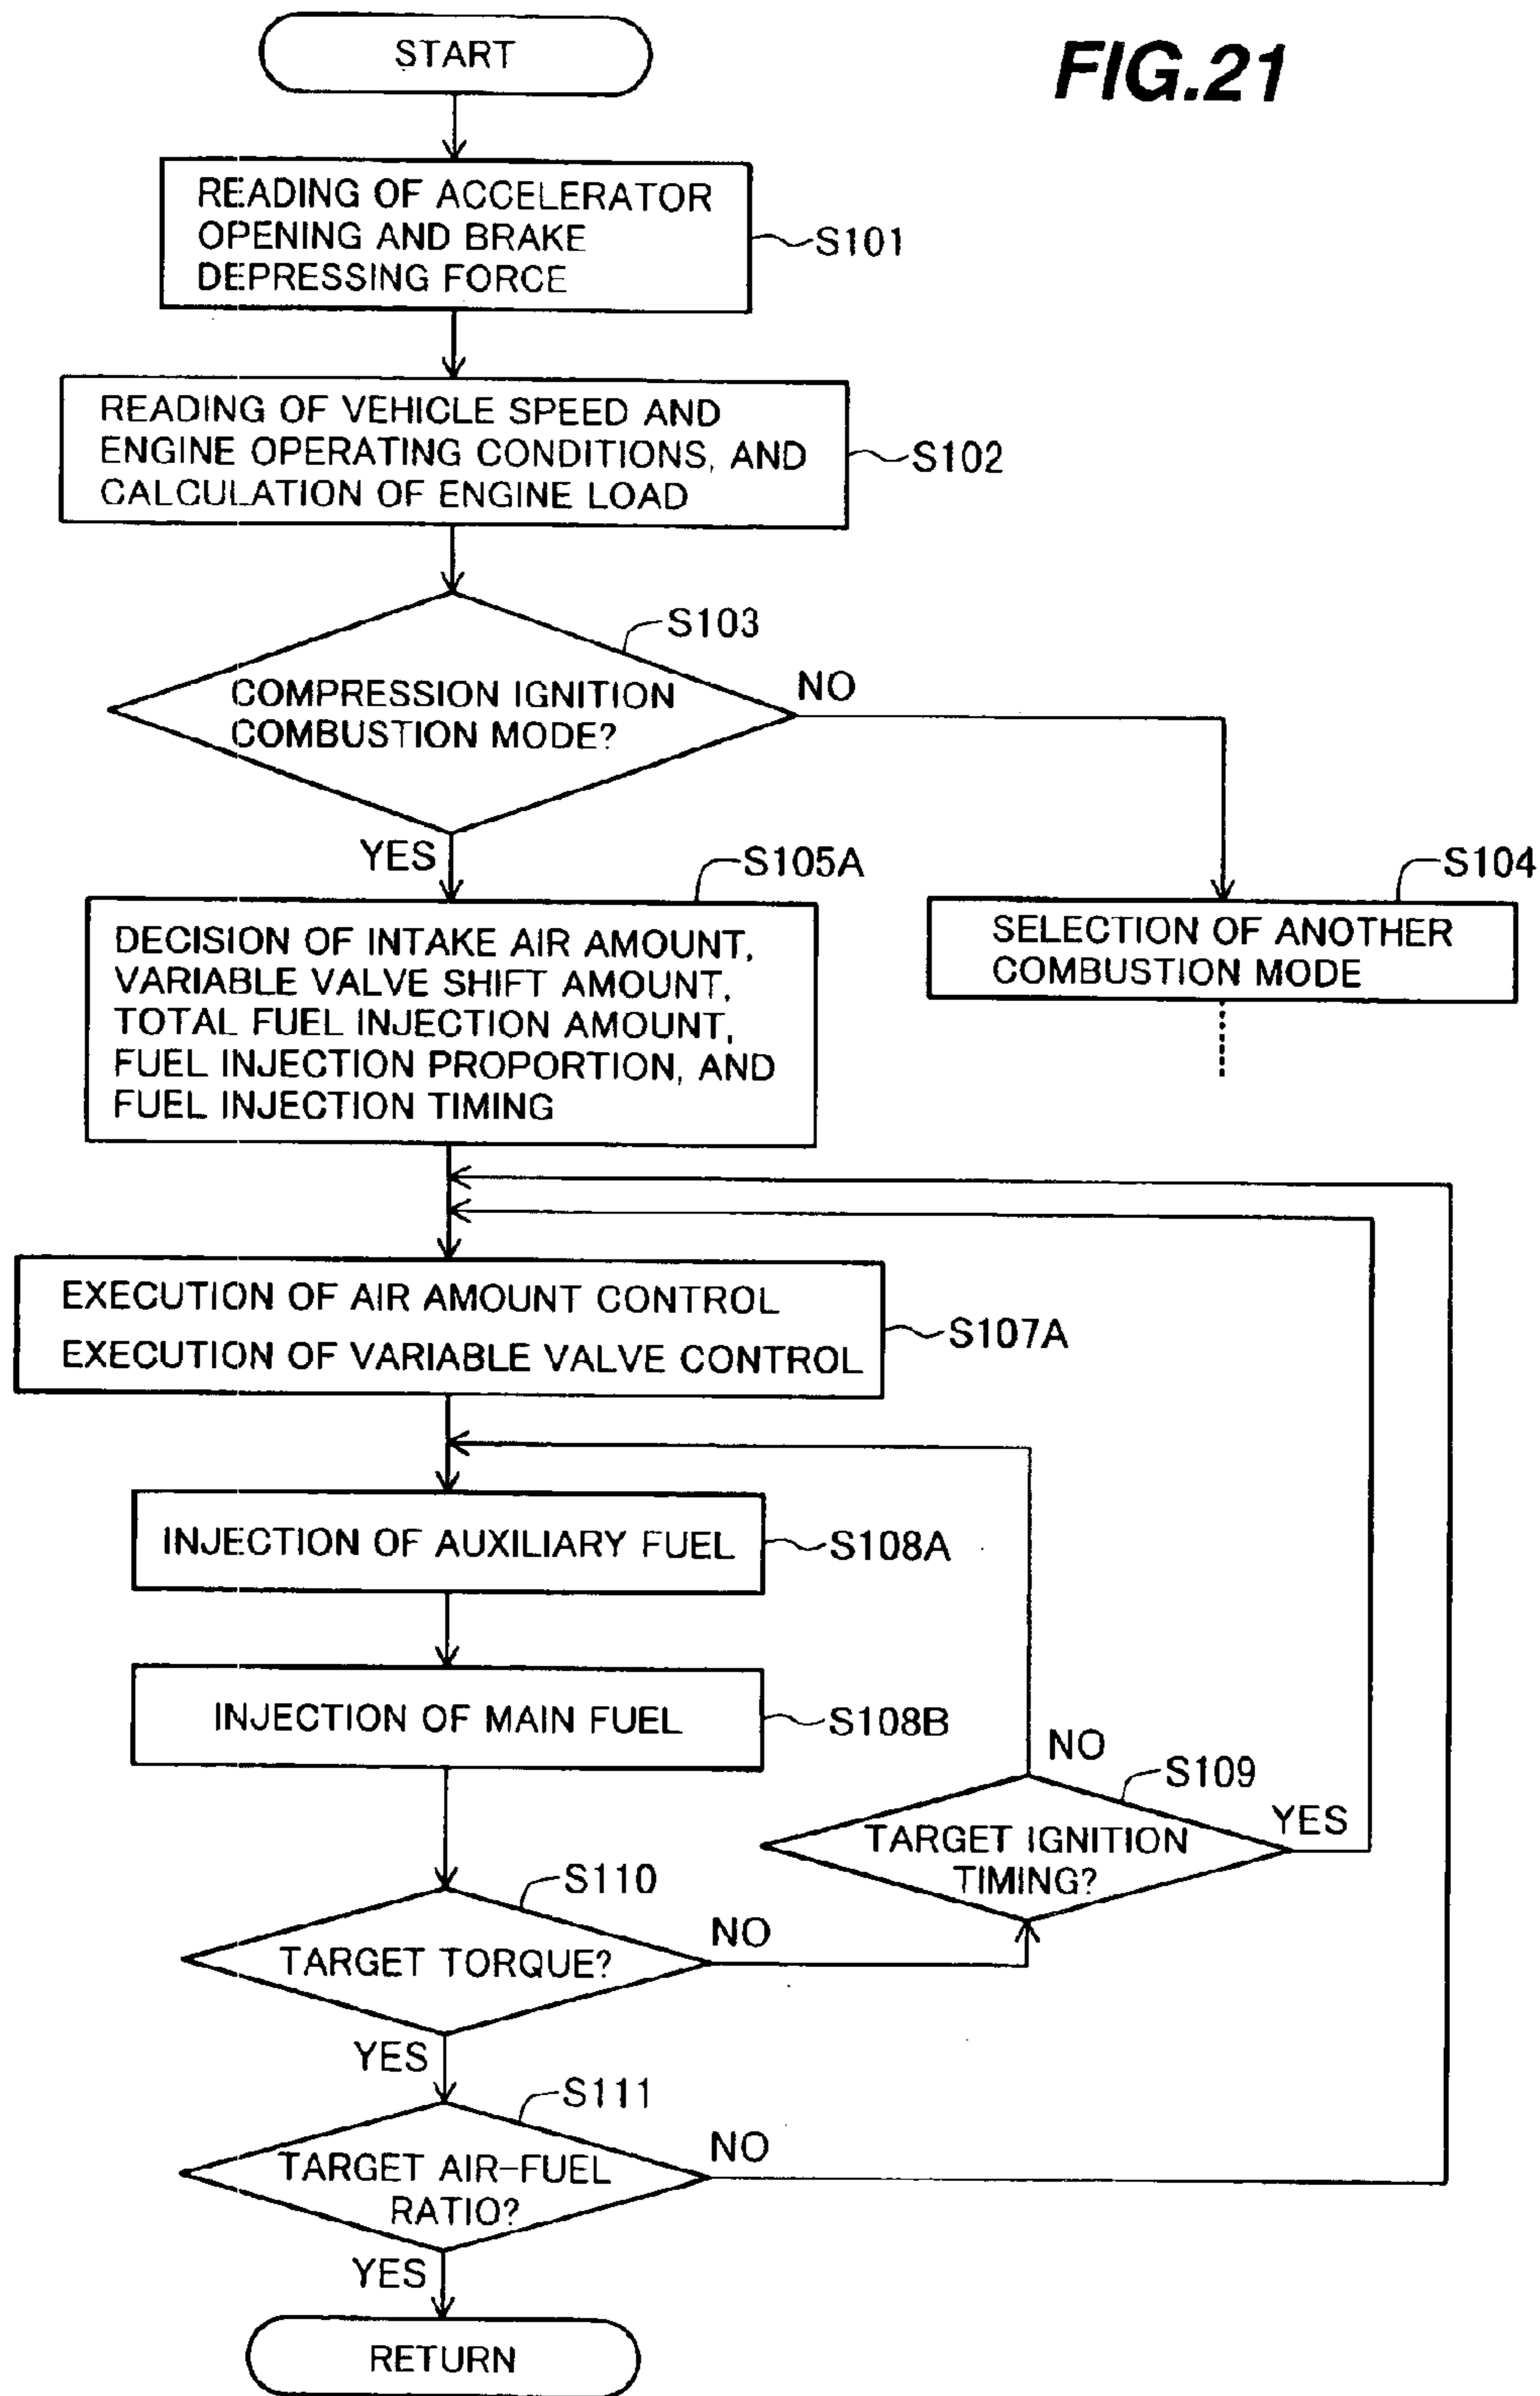 START
FIG.21
READING OF ACCELERATOR
OPENING AND BRAKE
DEPRESSING FORCE
S101
READING OF VEHICLE SPEED AND
ENGINE OPERATING CONDITIONS, AND
CALCULATION OF ENGINE LOAD
S102
S103
COMPRESSION IGNITION
COMBUSTION MODE?
NO
YES
S105A
DECISION OF INTAKE AIR AMOUNT,
VARIABLE VALVE SHIFT AMOUNT,
TOTAL FUEL INJECTION AMOUNT,
FUEL INJECTION PROPORTION, AND
FUEL INJECTION TIMING
S104
SELECTION OF ANOTHER
COMBUSTION MODE
EXECUTION OF AIR AMOUNT CONTROL
EXECUTION OF VARIABLE VALVE CONTROL
S107A
INJECTION OF AUXILIARY FUEL
S108A
INJECTION OF MAIN FUEL
S108B
NO
S109
TARGET IGNITION
TIMING?
YES
S110
TARGET TORQUE?
NO
YES
S111
TARGET AIR-FUEL
RATIO?
NO
YES
RETURN